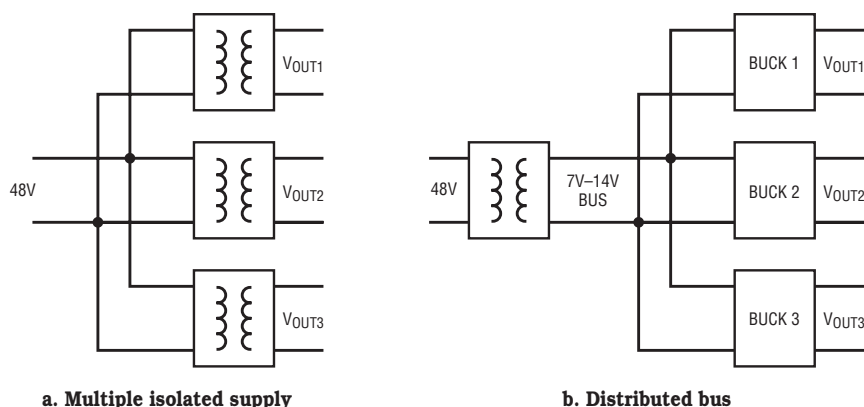 48V
VOUT1
VOUT2
VOUT3
a. Multiple isolated supply
48V
7V–14V
BUS
BUCK 1
VOUT1
BUCK 2
VOUT2
BUCK 3
VOUT3
b. Distributed bus